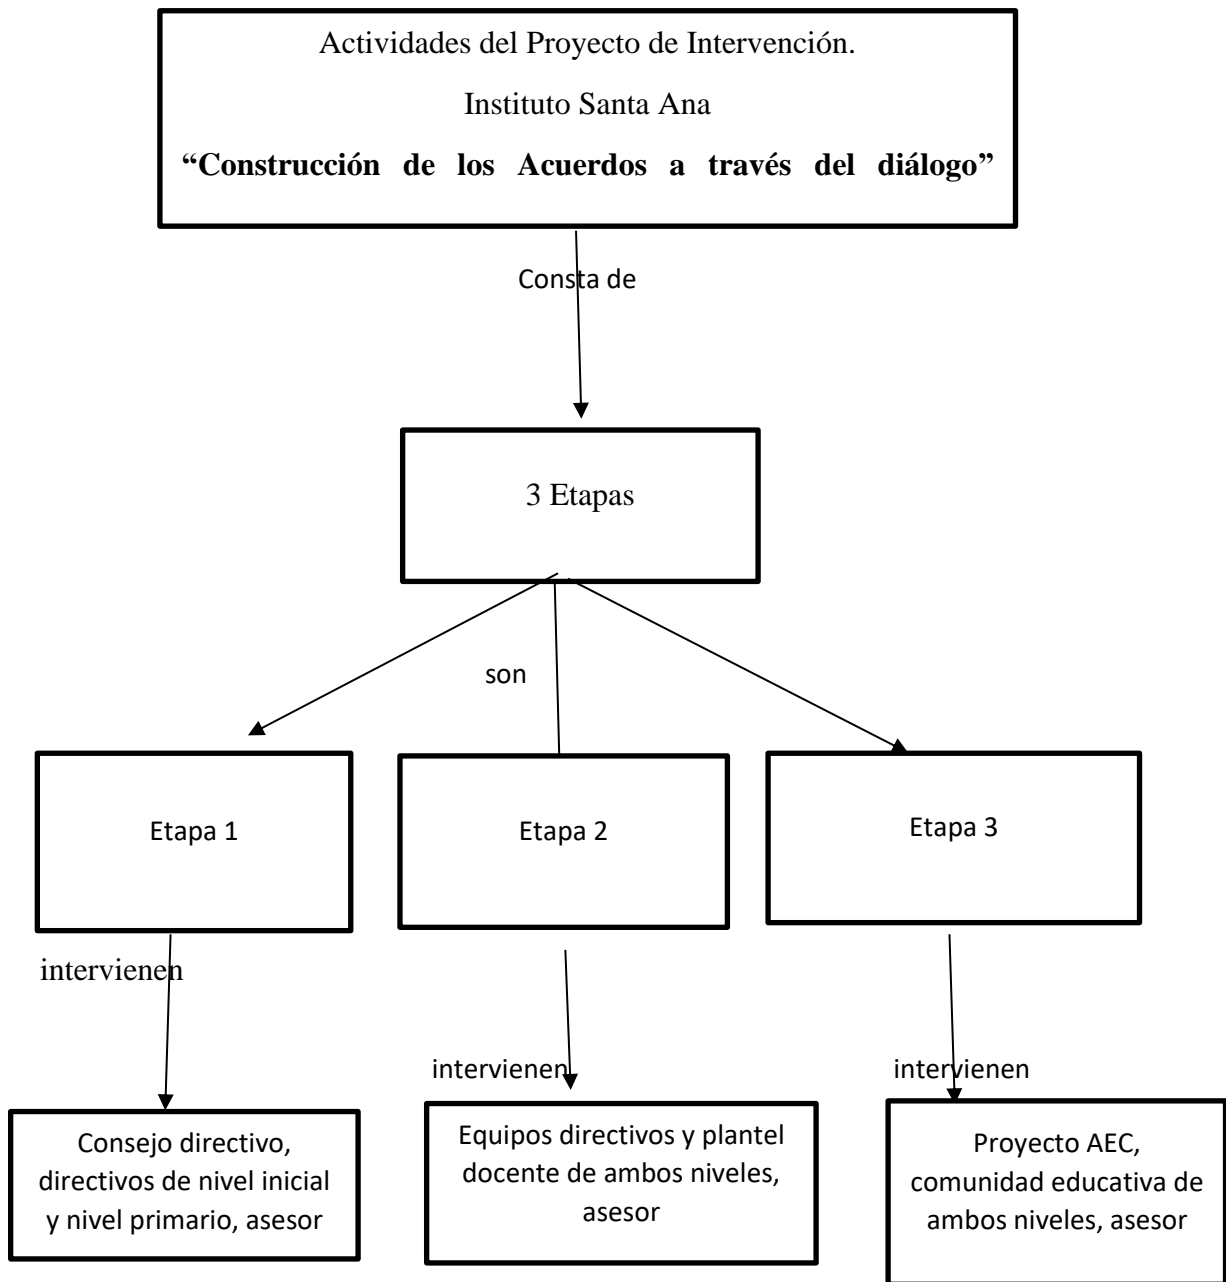 Actividades del Proyecto de Intervención.
Instituto Santa Ana
“Construcción de los Acuerdos a través del diálogo”
Consta de
3 Etapas
son
Etapa 1
Etapa 2
Etapa 3
intervienen
intervienen
intervienen
Consejo directivo,
directivos de nivel inicial
y nivel primario, asesor
Equipos directivos y plantel
docente de ambos niveles,
asesor
Proyecto AEC,
comunidad educativa de
ambos niveles, asesor